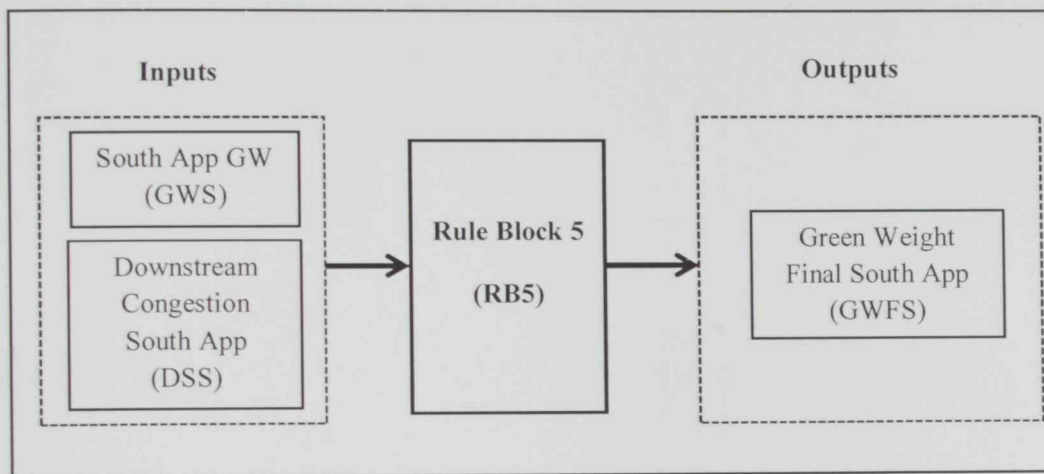 Inputs
South App GW
(GWS)
Downstream
Congestion
South App
(DSS)
Rule Block 5
(RB5)
Outputs
Green Weight
Final South App
(GWFS)